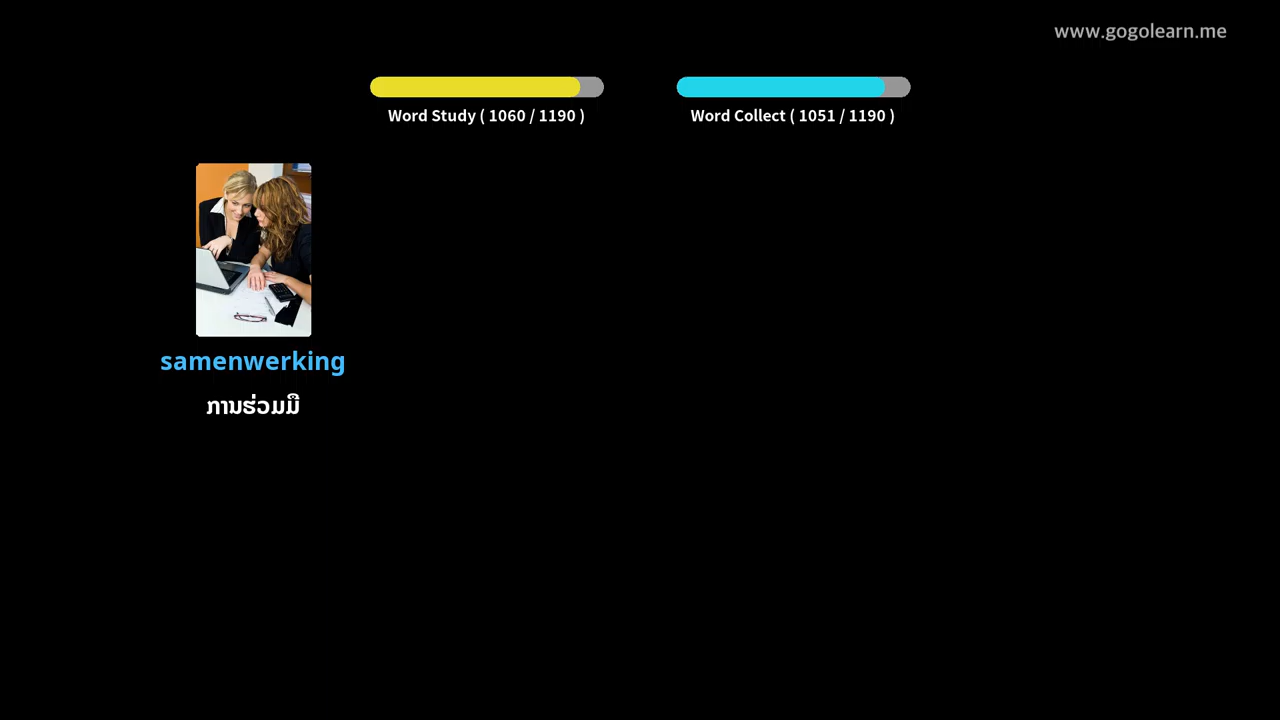 www.gogolearn.me
Word Study ( 1060 / 1190 )
Word Collect ( 1051 / 1190 )
samenwerking
ການຮ່ວມມື